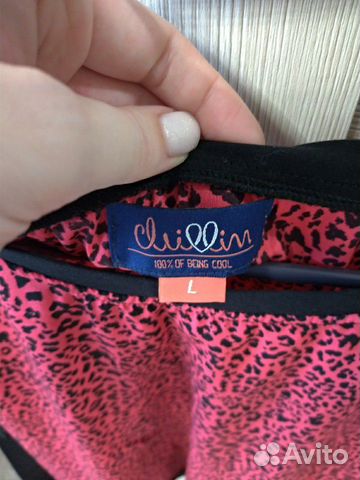 Chillin
100% OF BEING COOL
L
Avito